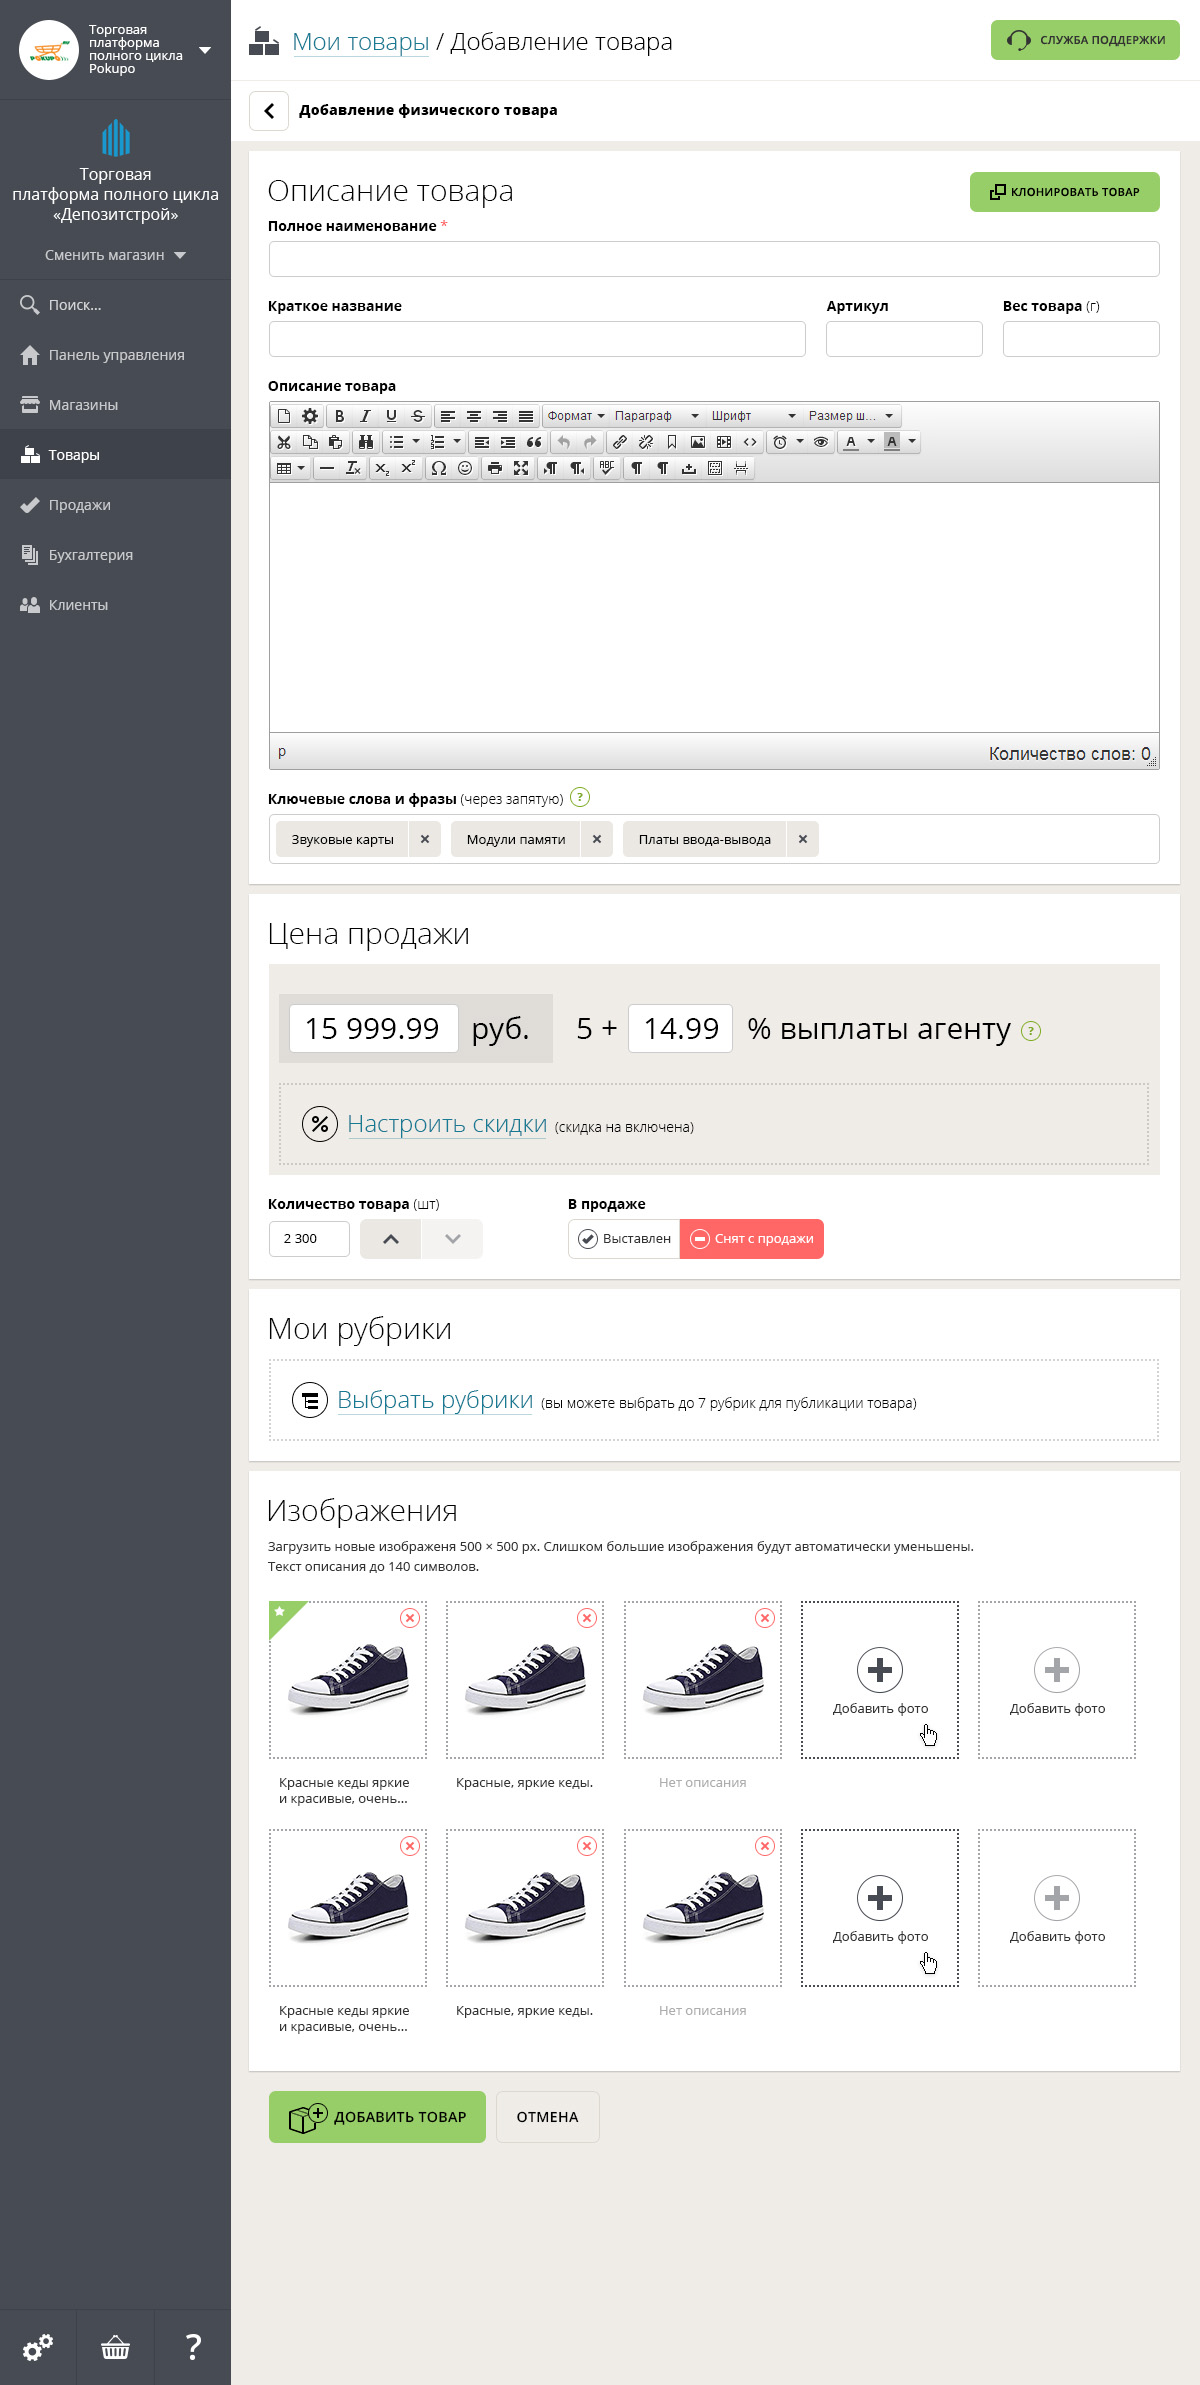 Торговая
платформа
полного цикла
Pokupo
POKUPO
Торговая
платформа полного цикла
«Депозитстрой»
Сменить магазин
Поиск...
Панель управления
Магазины
Товары
Продажи
Бухгалтерия
Клиенты
?
Мои товары / Добавление товара
СЛУЖБА ПОДДЕРЖКИ
Добавление физического товара
Описание товара
КЛОНИРОВАТЬ ТОВАР
Полное наименование *
Краткое название
Артикул
Вес товара (г)
Описание товара
B I U S Формат Параграф Шрифт Размер ш...
A A
ABC
p
Количество слов: 0
Ключевые слова и фразы (через запятую) ?
Звуковые карты
Модули памяти
Платы ввода-вывода
Цена продажи
15 999.99 руб. 5 + 14.99 % выплаты агенту ?
% Настроить скидки (скидка на включена)
Количество товара (шт)
В продаже
2 300
Выставлен
Снят с продажи
Мои рубрики
Выбрать рубрики (вы можете выбрать до 7 рубрик для публикации товара)
Изображения
Загрузить новые изображеня 500 × 500 px. Слишком большие изображения будут автоматически уменьшены.
Текст описания до 140 символов.
Добавить фото
Добавить фото
Красные кеды яркие
и красивые, очень...
Красные, яркие кеды.
Нет описания
Добавить фото
Добавить фото
Красные кеды яркие
и красивые, очень...
Красные, яркие кеды.
Нет описания
ДОБАВИТЬ ТОВАР
ОТМЕНА